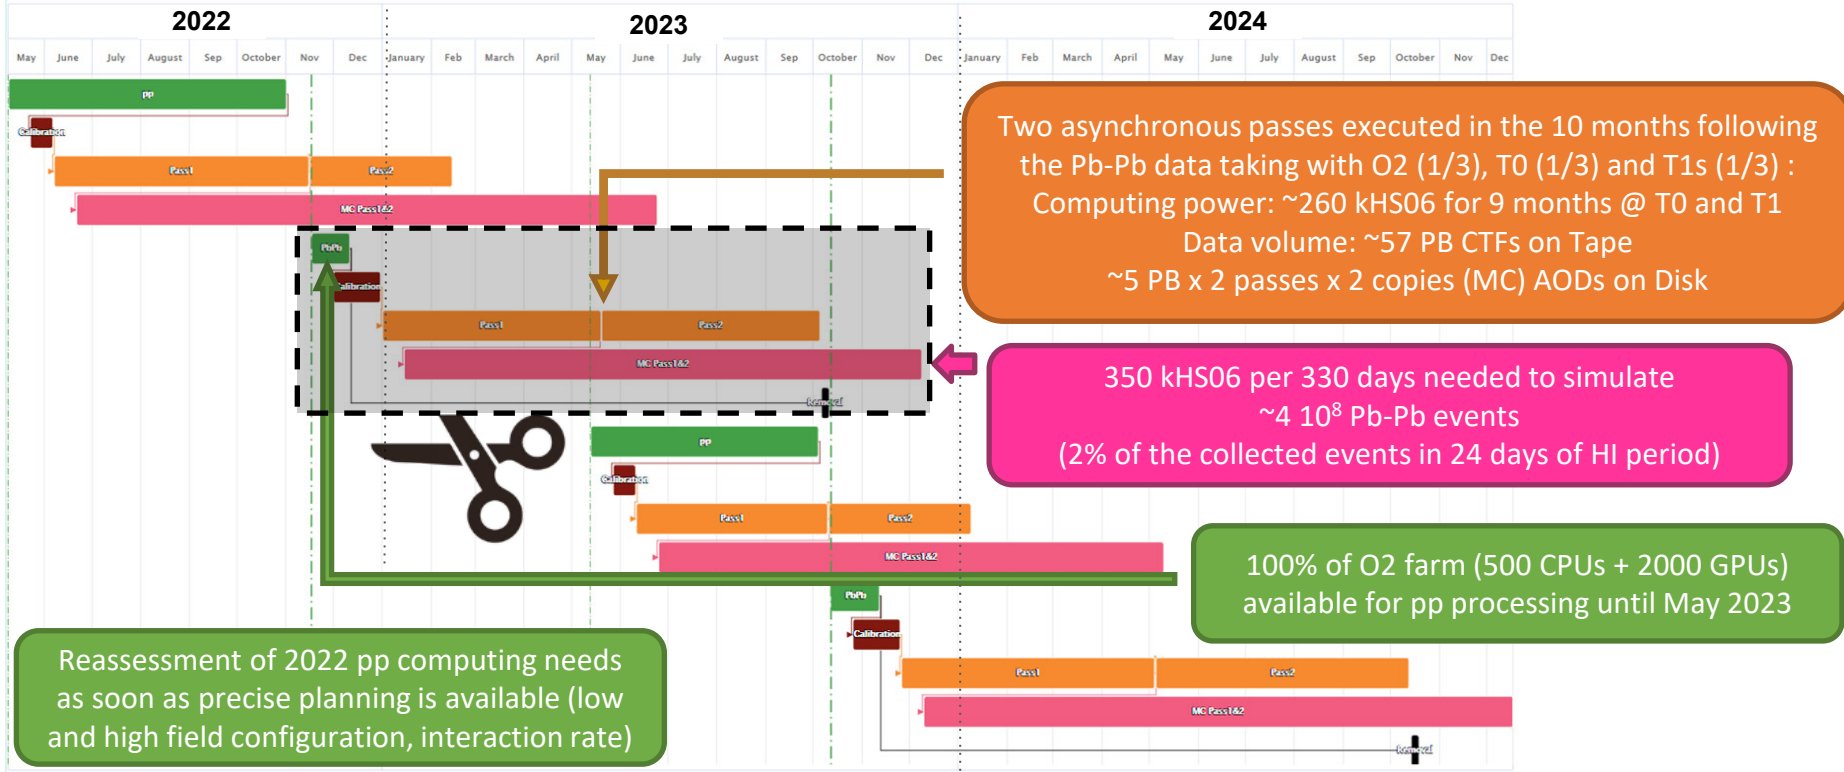 2022
2023
2024
May June July August Sep October Nov Dec January Feb March April May June July August Sep October Nov Dec January Feb March April May June July August Sep October Nov Dec
pp
Calibration
Pass1 Pass2
MC Pass1&2
PbPb
Calibration
Pass1 Pass2
MC Pass1&2
Removal
pp
Calibration
Pass1 Pass2
MC Pass1&2
PbPb
Calibration
Pass1 Pass2
MC Pass1&2
Removal
Two asynchronous passes executed in the 10 months following
the Pb-Pb data taking with O2 (1/3), T0 (1/3) and T1s (1/3) :
Computing power: ~260 kHS06 for 9 months @ T0 and T1
Data volume: ~57 PB CTFs on Tape
~5 PB x 2 passes x 2 copies (MC) AODs on Disk
350 kHS06 per 330 days needed to simulate
~4 10⁸ Pb-Pb events
(2% of the collected events in 24 days of HI period)
100% of O2 farm (500 CPUs + 2000 GPUs)
available for pp processing until May 2023
Reassessment of 2022 pp computing needs
as soon as precise planning is available (low
and high field configuration, interaction rate)